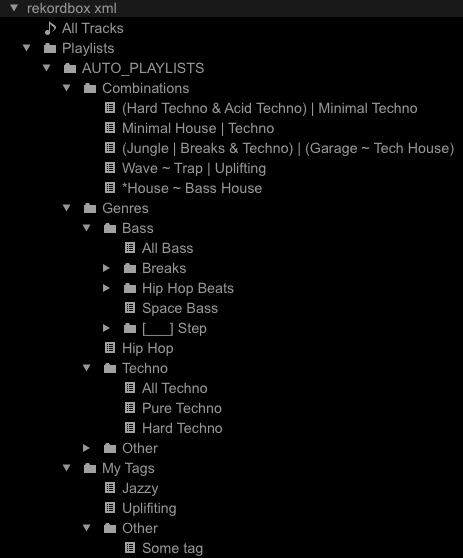 rekordbox xml
All Tracks
Playlists
AUTO_PLAYLISTS
Combinations
(Hard Techno & Acid Techno) | Minimal Techno
Minimal House | Techno
(Jungle | Breaks & Techno) | (Garage ~ Tech House)
Wave ~ Trap | Uplifting
*House ~ Bass House
Genres
Bass
All Bass
Breaks
Hip Hop Beats
Space Bass
[___] Step
Hip Hop
Techno
All Techno
Pure Techno
Hard Techno
Other
My Tags
Jazzy
Uplifiting
Other
Some tag